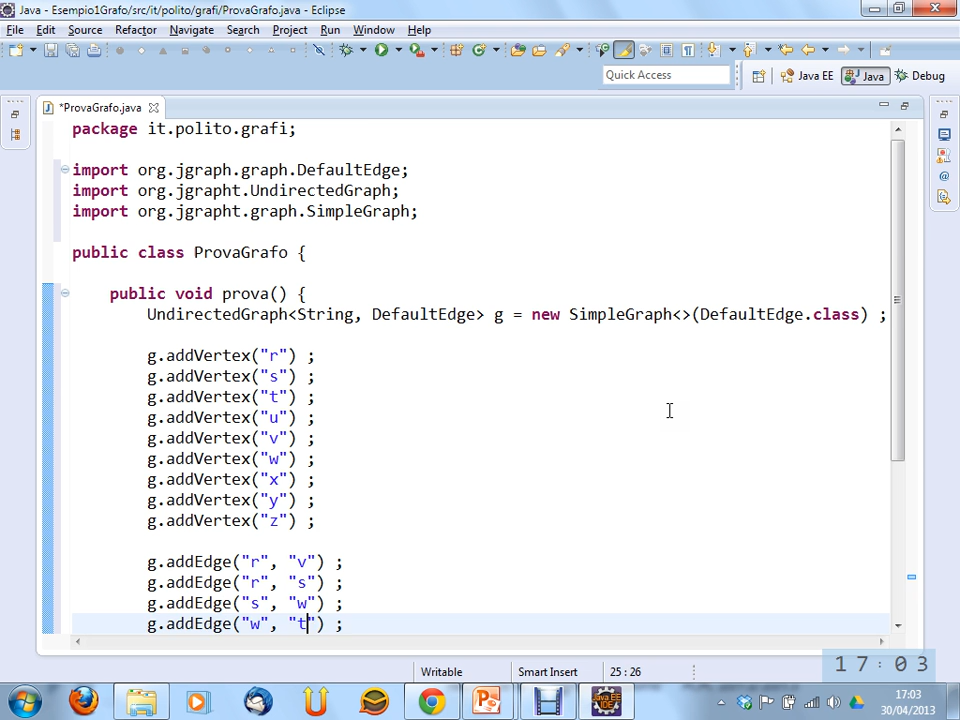 Java - Esempio1Grafo/src/it/polito/grafi/ProvaGrafo.java - Eclipse
File Edit Source Refactor Navigate Search Project Run Window Help
Quick Access
Java EE Java Debug
*ProvaGrafo.java
package it.polito.grafi;
import org.jgraph.graph.DefaultEdge;
import org.jgrapht.UndirectedGraph;
import org.jgrapht.graph.SimpleGraph;
public class ProvaGrafo {
public void prova() {
UndirectedGraph<String, DefaultEdge> g = new SimpleGraph<>(DefaultEdge.class) ;
g.addVertex("r") ;
g.addVertex("s") ;
g.addVertex("t") ;
g.addVertex("u") ;
g.addVertex("v") ;
g.addVertex("w") ;
g.addVertex("x") ;
g.addVertex("y") ;
g.addVertex("z") ;
g.addEdge("r", "v") ;
g.addEdge("r", "s") ;
g.addEdge("s", "w") ;
g.addEdge("w", "t") ;
Writable Smart Insert 25 : 26
17:03
17:03
30/04/2013